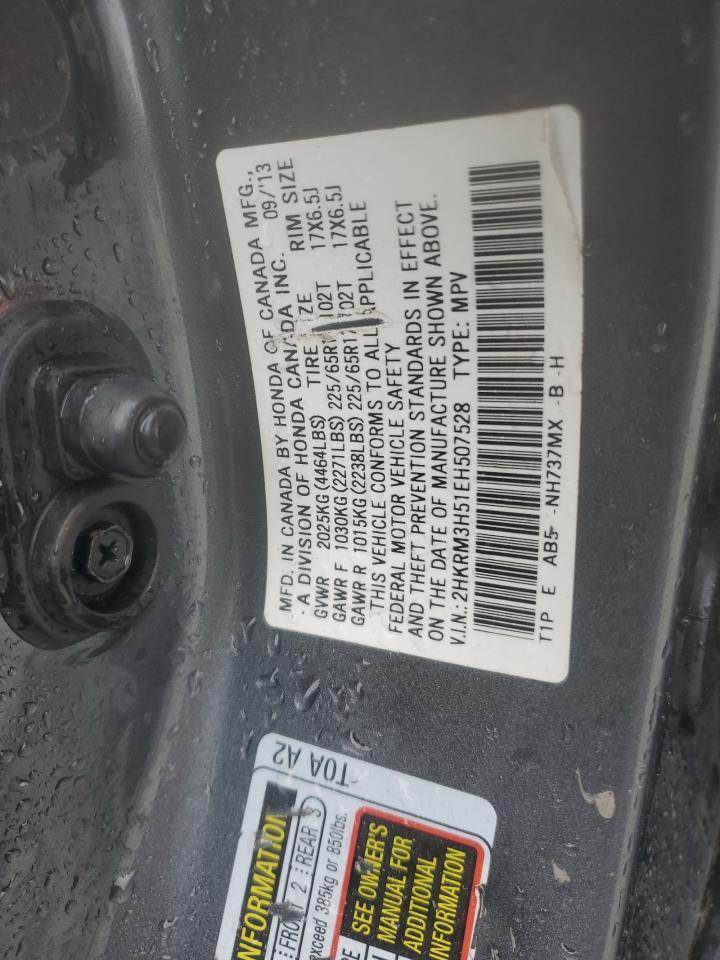 MFD. IN CANADA BY HONDA OF CANADA MFG.,
- A DIVISION OF HONDA CANADA INC. 09/'13
GVWR 2025KG(4464LBS) TIRE SIZE RIM SIZE
GAWR F 1030KG(2271LBS) 225/65R17 102T 17X6.5J
GAWR R 1015KG(2238LBS) 225/65R17 102T 17X6.5J
THIS VEHICLE CONFORMS TO ALL APPLICABLE
FEDERAL MOTOR VEHICLE SAFETY
AND THEFT PREVENTION STANDARDS IN EFFECT
ON THE DATE OF MANUFACTURE SHOWN ABOVE.
V.I.N.:2HKRM3H51EH507528 TYPE: MPV
T1P E AB5- -NH737MX -B -H
TOA A2
INFORMATION
FRONT 2 REAR 3
exceed 385kg or 850lbs.
SEE OWNER'S
MANUAL FOR
ADDITIONAL
INFORMATION